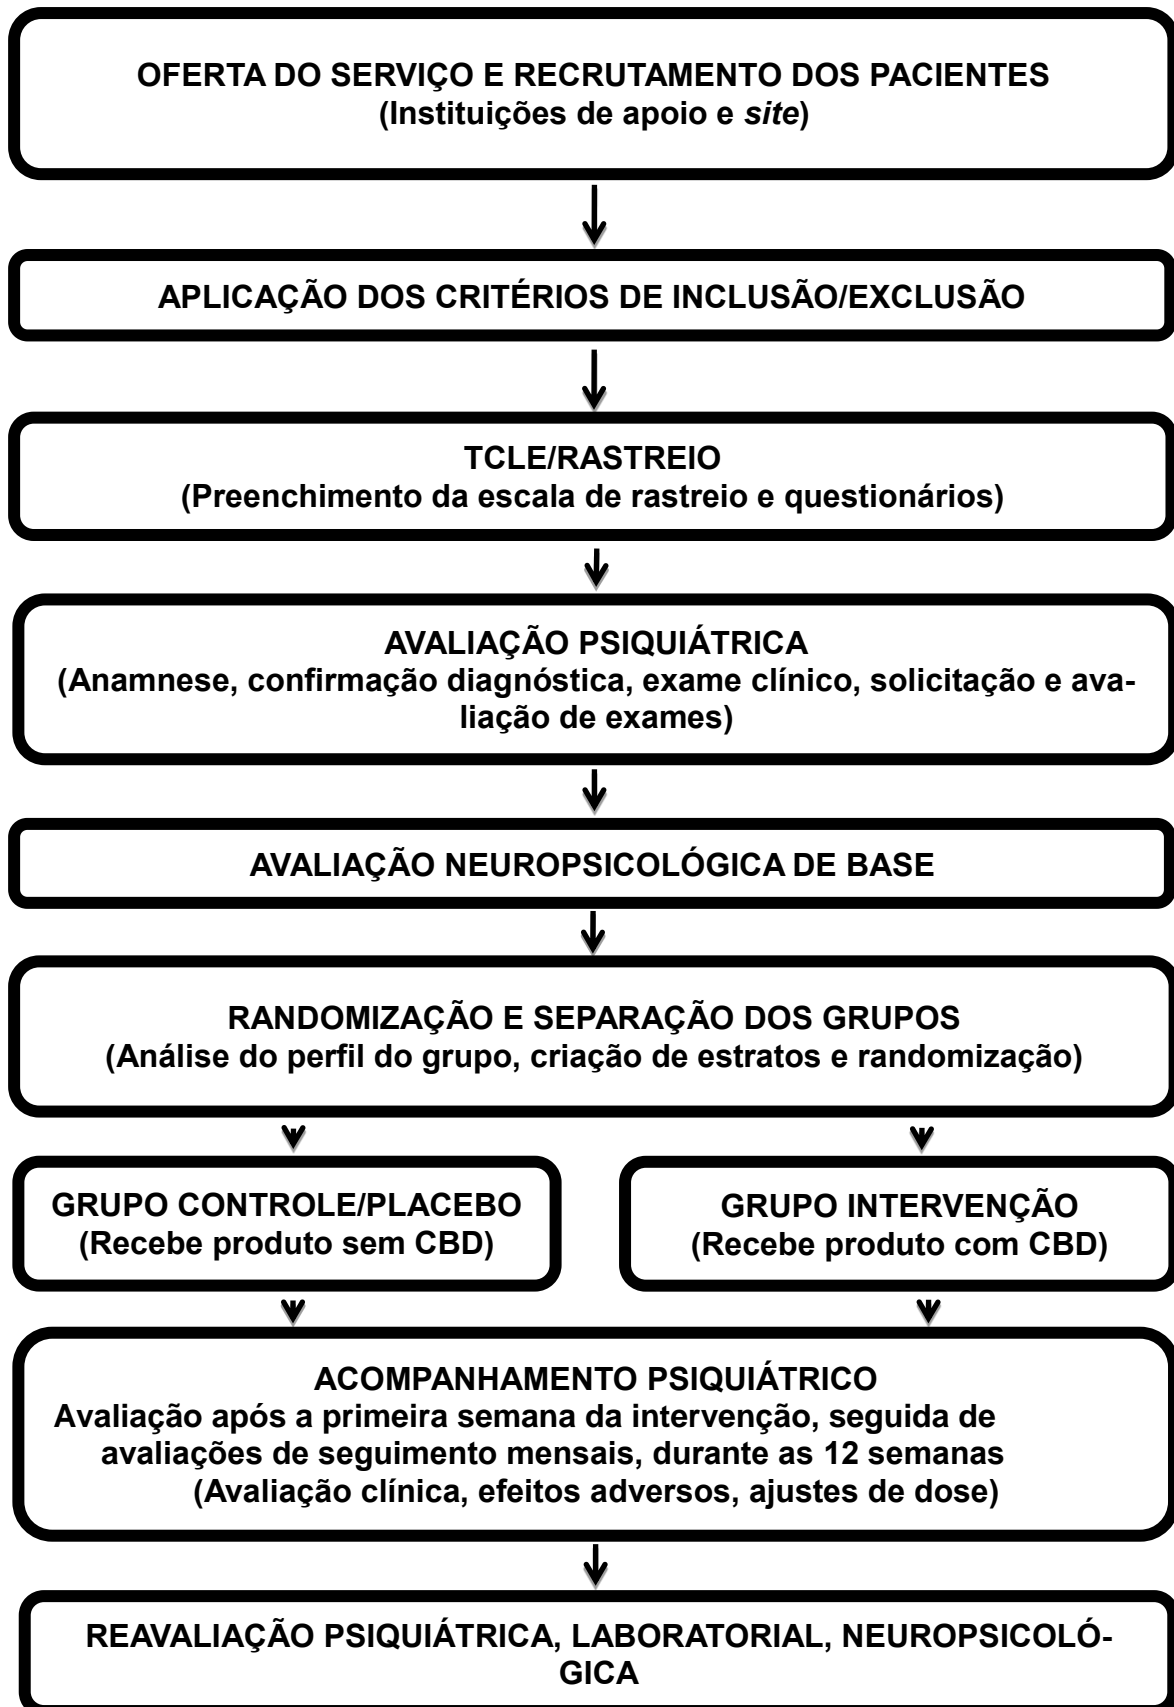 OFERTA DO SERVIÇO E RECRUTAMENTO DOS PACIENTES
(Instituições de apoio e site)
APLICAÇÃO DOS CRITÉRIOS DE INCLUSÃO/EXCLUSÃO
TCLE/RASTREIO
(Preenchimento da escala de rastreio e questionários)
AVALIAÇÃO PSIQUIÁTRICA
(Anamnese, confirmação diagnóstica, exame clínico, solicitação e ava-
liação de exames)
AVALIAÇÃO NEUROPSICOLÓGICA DE BASE
RANDOMIZAÇÃO E SEPARAÇÃO DOS GRUPOS
(Análise do perfil do grupo, criação de estratos e randomização)
GRUPO CONTROLE/PLACEBO
(Recebe produto sem CBD)
GRUPO INTERVENÇÃO
(Recebe produto com CBD)
ACOMPANHAMENTO PSIQUIÁTRICO
Avaliação após a primeira semana da intervenção, seguida de
avaliações de seguimento mensais, durante as 12 semanas
(Avaliação clínica, efeitos adversos, ajustes de dose)
REAVALIAÇÃO PSIQUIÁTRICA, LABORATORIAL, NEUROPSICOLÓ-
GICA